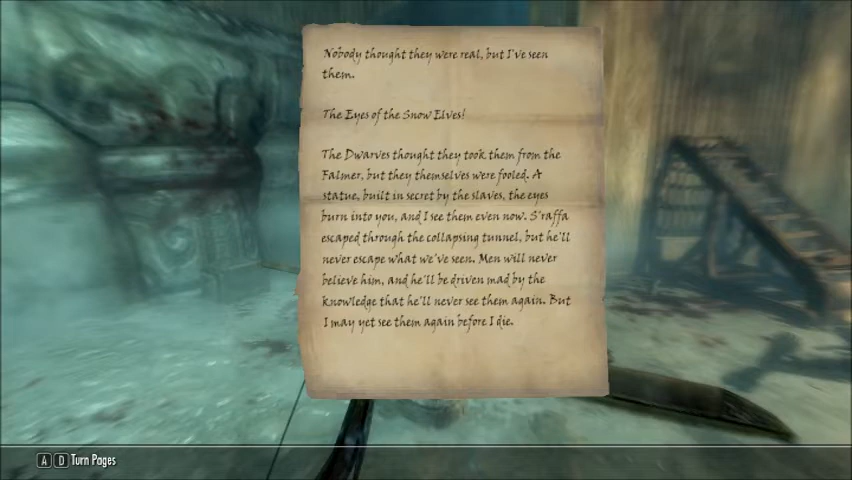 Nobody thought they were real, but I've seen
them.
The Eyes of the Snow Elves!
The Dwarves thought they took them from the
Falmer, but they themselves were fooled. A
statue, built in secret by the slaves, the eyes
burn into you, and I see them even now. S'raffa
escaped through the collapsing tunnel, but he'll
never escape what we've seen. Men will never
believe him, and he'll be driven mad by the
knowledge that he'll never see them again. But
I may yet see them again before I die.
A D Turn Pages